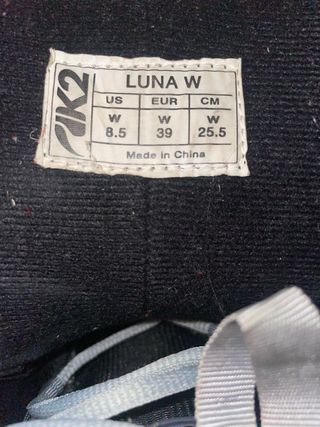 K2
LUNA W
US EUR CM
W W W
8.5 39 25.5
Made in China